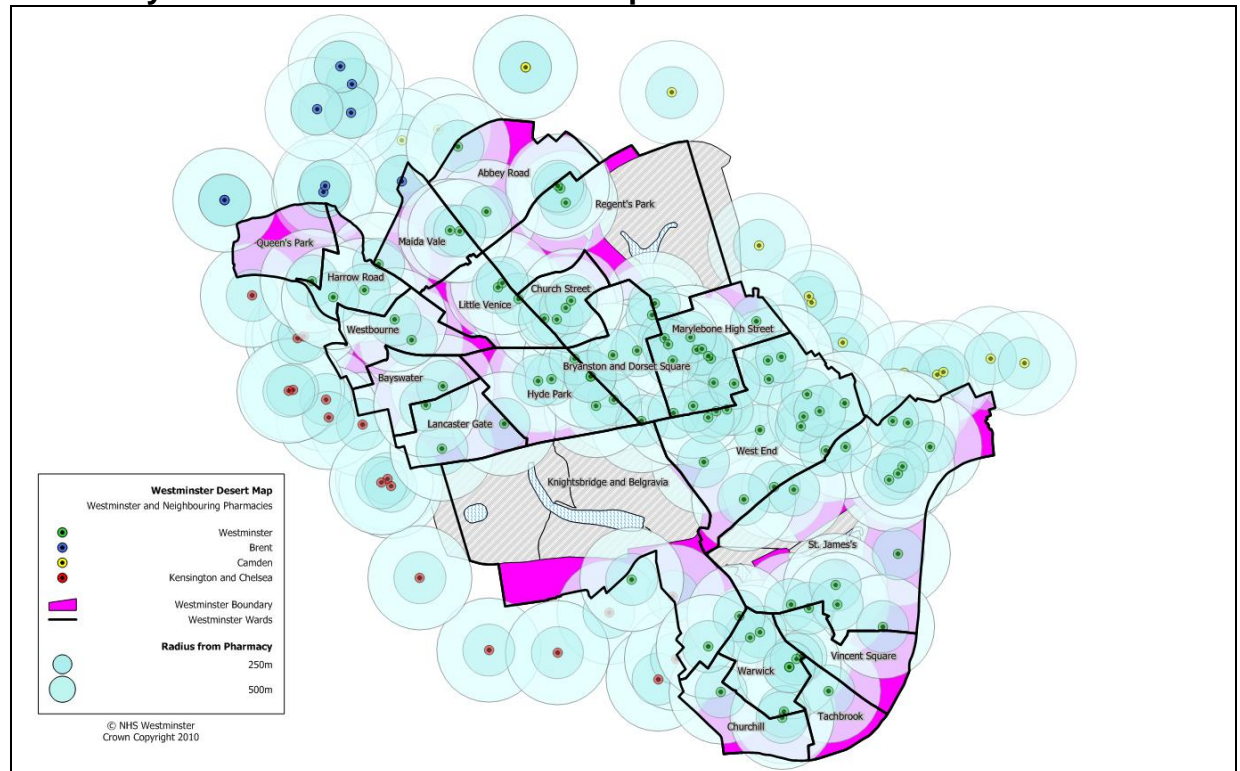 Abbey Road
Regent's Park
Queen's Park
Maida Vale
Harrow Road
Church Street
Little Venice
Westbourne
Marylebone High Street
Bryanston and Dorset Square
Bayswater
Hyde Park
Lancaster Gate
West End
Knightsbridge and Belgravia
St. James's
Vincent Square
Warwick
Tachbrook
Churchill
Westminster Desert Map
Westminster and Neighbouring Pharmacies
Westminster
Brent
Camden
Kensington and Chelsea
Westminster Boundary
Westminster Wards
Radius from Pharmacy
250m
500m
© NHS Westminster
Crown Copyright 2010